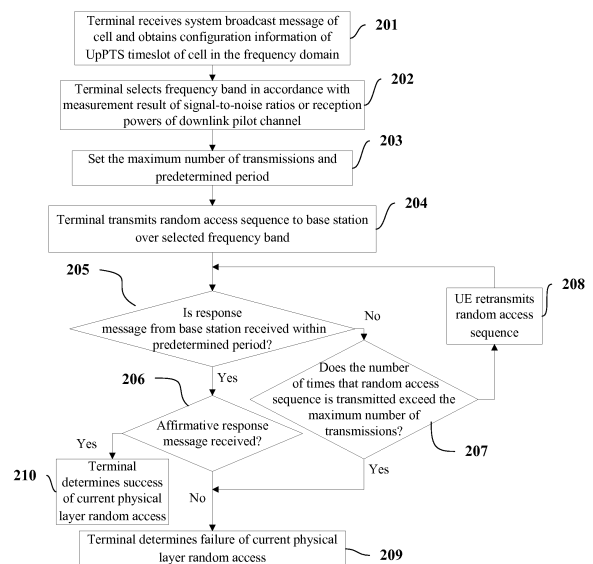 Terminal receives system broadcast message of
cell and obtains configuration information of
UpPTS timeslot of cell in the frequency domain
201
Terminal selects frequency band in accordance with
measurement result of signal-to-noise ratios or reception
powers of downlink pilot channel
202
Set the maximum number of transmissions and
predetermined period
203
Terminal transmits random access sequence to base station
over selected frequency band
204
205
Is response
message from base station received within
predetermined period?
No
Yes
UE retransmits
random access
sequence
208
Does the number
of times that random access
sequence is transmitted exceed the
maximum number of
transmissions?
207
Yes
206
Affirmative response
message received?
Yes
No
210
Terminal
determines success
of current physical
layer random access
Terminal determines failure of current physical
layer random access
209